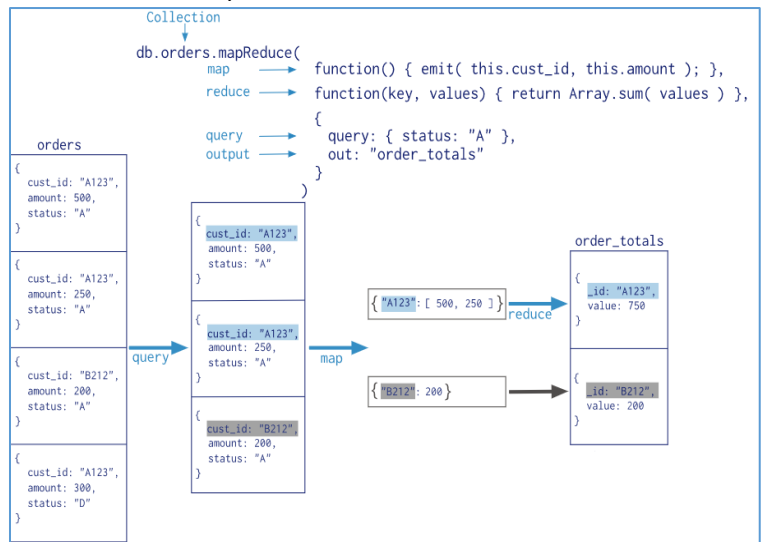 Collection
db.orders.mapReduce(
map function() { emit( this.cust_id, this.amount ); },
reduce function(key, values) { return Array.sum( values ) },
{
query query: { status: "A" },
output out: "order_totals"
}
)
orders
{
cust_id: "A123",
amount: 500,
status: "A"
}
{
cust_id: "A123",
amount: 250,
status: "A"
}
{
cust_id: "B212",
amount: 200,
status: "A"
}
{
cust_id: "A123",
amount: 300,
status: "D"
}
query
{
cust_id: "A123",
amount: 500,
status: "A"
}
{
cust_id: "A123",
amount: 250,
status: "A"
}
{
cust_id: "B212",
amount: 200,
status: "A"
}
map
{ "A123": [ 500, 250 ] }
{ "B212": 200 }
reduce
order_totals
{
_id: "A123",
value: 750
}
{
_id: "B212",
value: 200
}